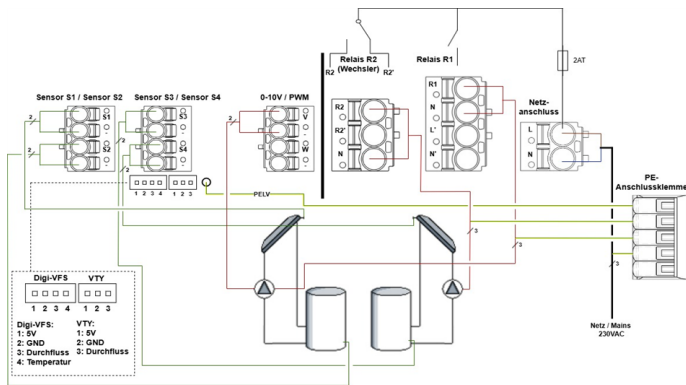 Relais R2
(Wechsler)
R2 R2'
Relais R1
2AT
Sensor S1 / Sensor S2
Sensor S3 / Sensor S4
0-10V / PWM
Netz-
anschluss
S1
-
S2
-
S3
-
S4
-
V
-
W
-
R2
R2'
N
R1
N
L'
N'
L
N
2
2
2
2
2
1 2 3 4
1 2 3
PELV
PE-
Anschlussklemme
3
3
3
Digi-VFS
VTY
1 2 3 4
1 2 3
Digi-VFS:
1: 5V
2: GND
3: Durchfluss
4: Temperatur
VTY:
1: 5V
2: GND
3: Durchfluss
Netz / Mains
230VAC